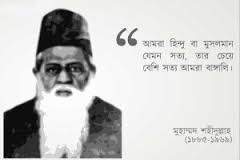 “
আমরা হিন্দু বা মুসলমান
যেমন সত্য, তার চেয়ে
বেশি সত্য আমরা বাঙ্গালি।
মুহাম্মদ শহীদুল্লাহ
(১৮৮৫-১৯৬৯)